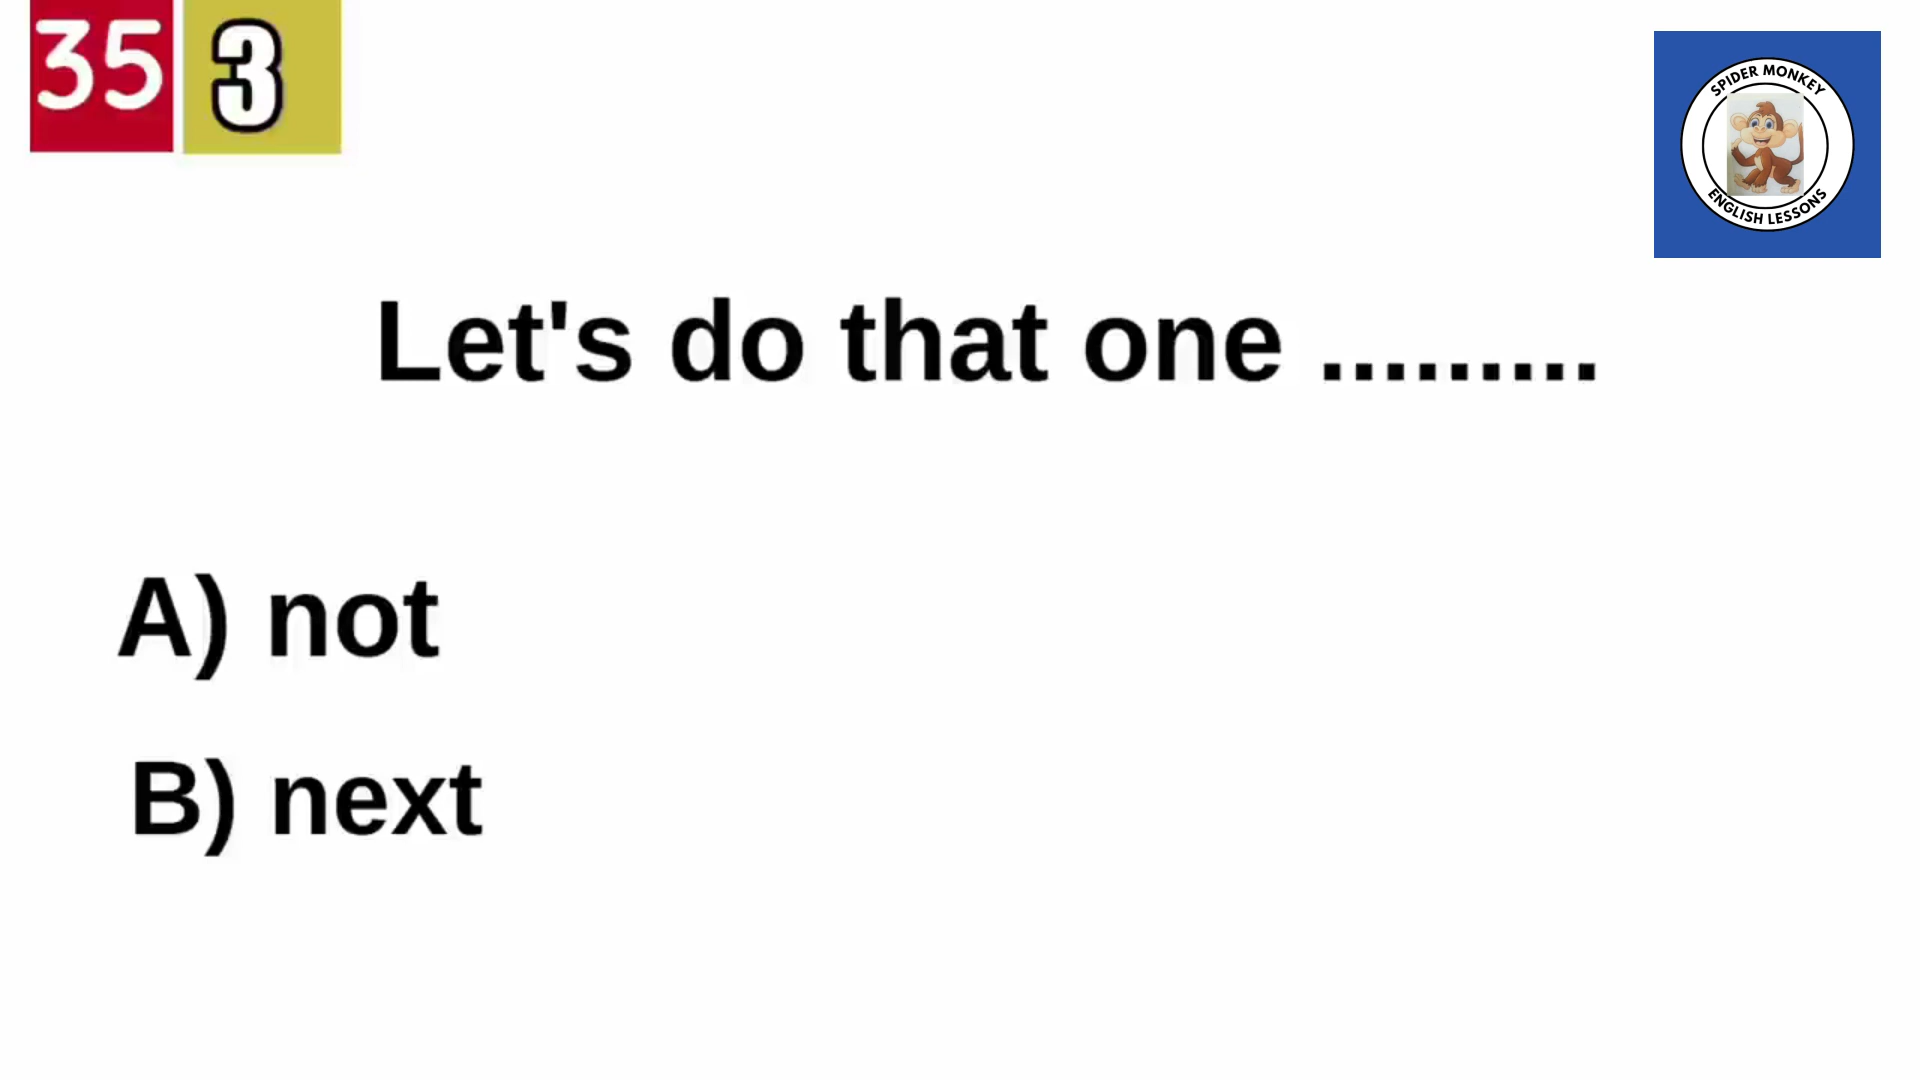 35 3
SPIDER MONKEY
ENGLISH LESSONS
Let's do that one .........
A) not
B) next